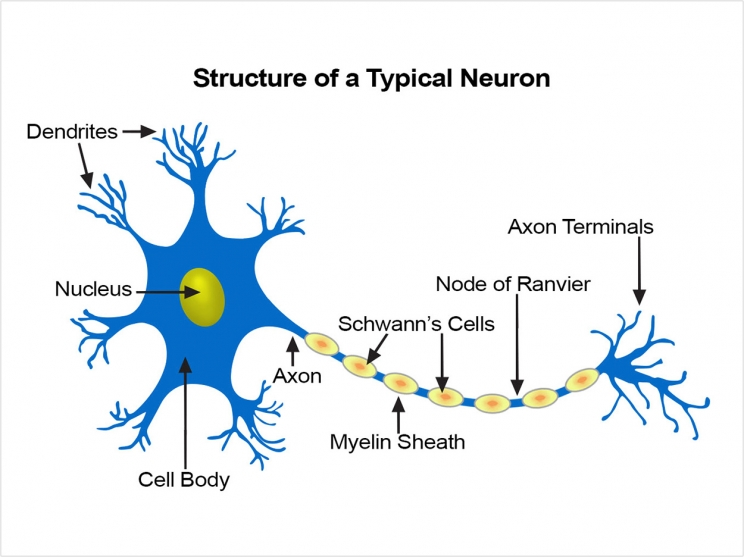 Structure of a Typical Neuron
Dendrites
Axon Terminals
Nucleus
Node of Ranvier
Schwann's Cells
Axon
Myelin Sheath
Cell Body